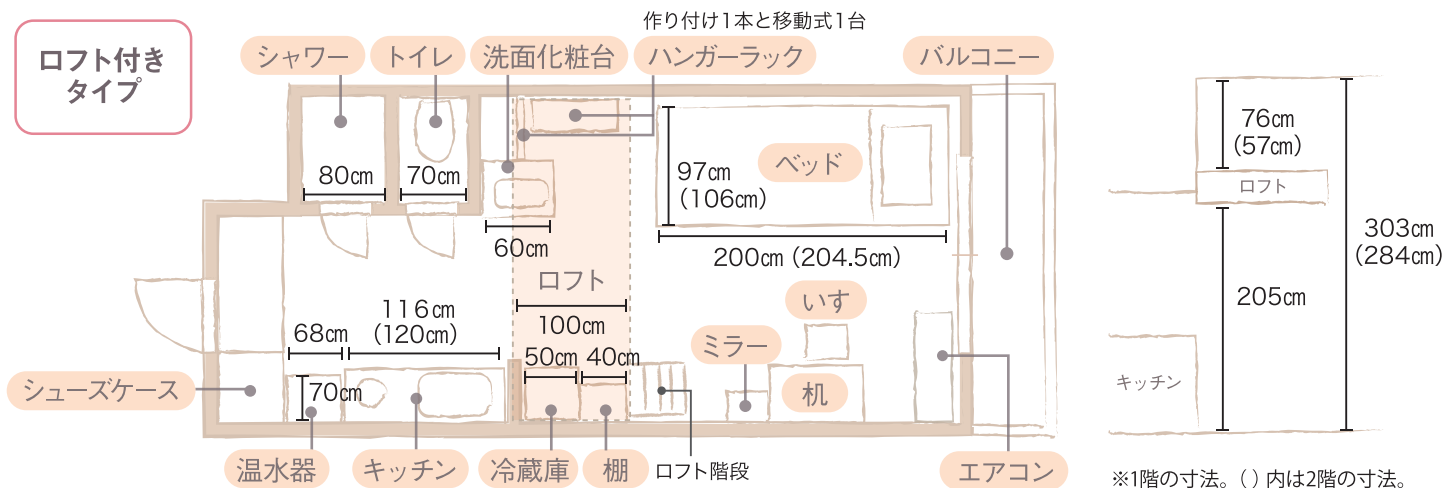 作り付け1本と移動式1台
ロフト付き
タイプ
シャワー
トイレ
洗面化粧台
ハンガーラック
バルコニー
80cm
70cm
60cm
97cm
(106cm)
ベッド
200cm (204.5cm)
ロフト
100cm
50cm
40cm
いす
ミラー
机
68cm
116cm
(120cm)
70cm
シューズケース
温水器
キッチン
冷蔵庫
棚
ロフト階段
エアコン
76cm
(57cm)
ロフト
303cm
(284cm)
205cm
キッチン
※1階の寸法。( ) 内は2階の寸法。